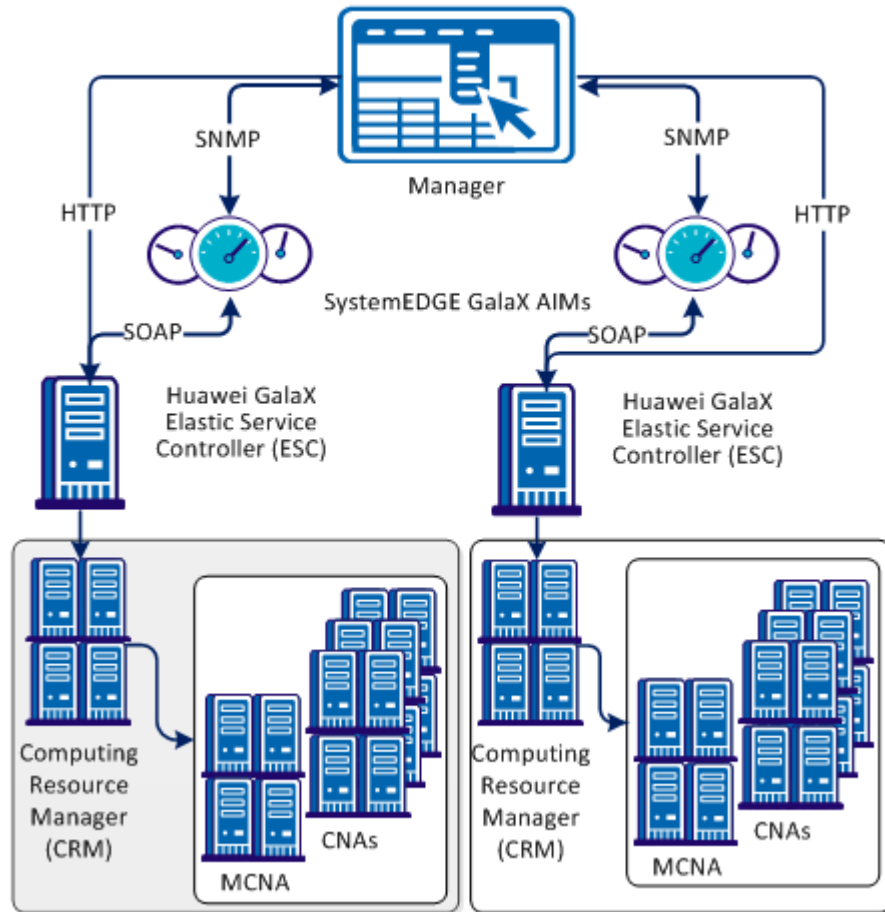 SNMP
SNMP
Manager
HTTP
HTTP
SystemEDGE GalaX AIMs
SOAP
SOAP
Huawei GalaX
Elastic Service
Controller (ESC)
Huawei GalaX
Elastic Service
Controller (ESC)
Computing
Resource
Manager
(CRM)
CNAs
MCNA
Computing
Resource
Manager
(CRM)
CNAs
MCNA